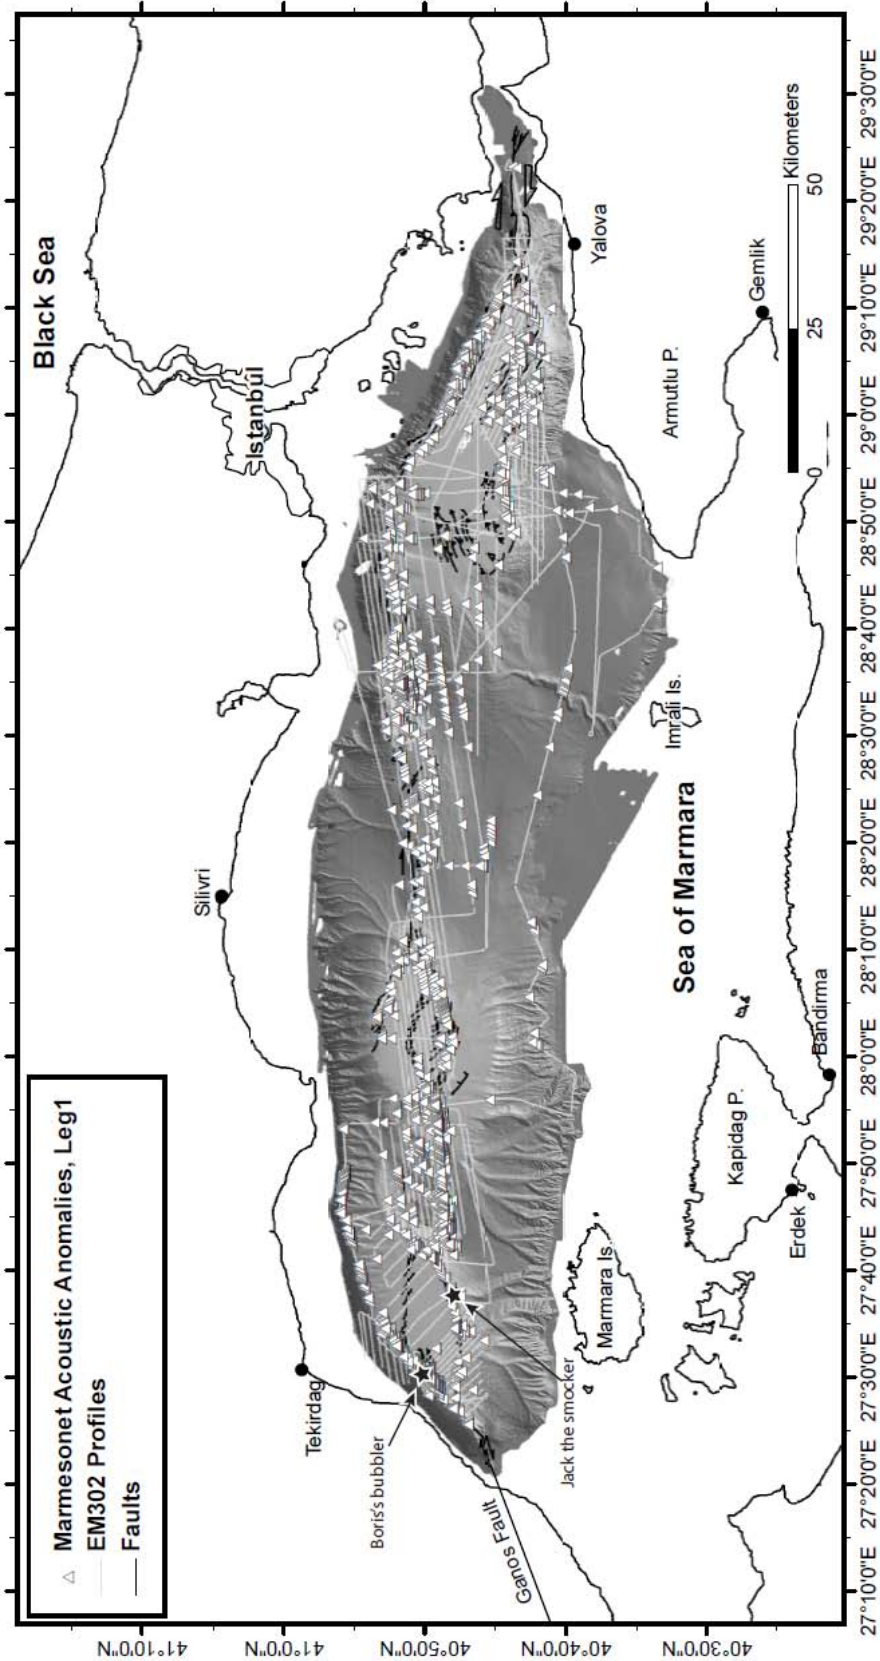 Marmesonet Acoustic Anomalies, Leg1
EM302 Profiles
Faults
Black Sea
Istanbul
Silivri
Tekirdag
Boris's bubbler
Ganos Fault
Jack the smocker
Marmara Is.
Erdek
Kapidag P.
Bandirma
Sea of Marmara
Imrali Is.
Armutlu P.
Yalova
Gemlik
0 25 50
Kilometers
41°10'0"N
41°0'0"N
40°50'0"N
40°40'0"N
40°30'0"N
27°10'0"E
27°20'0"E
27°30'0"E
27°40'0"E
27°50'0"E
28°0'0"E
28°10'0"E
28°20'0"E
28°30'0"E
28°40'0"E
28°50'0"E
29°0'0"E
29°10'0"E
29°20'0"E
29°30'0"E